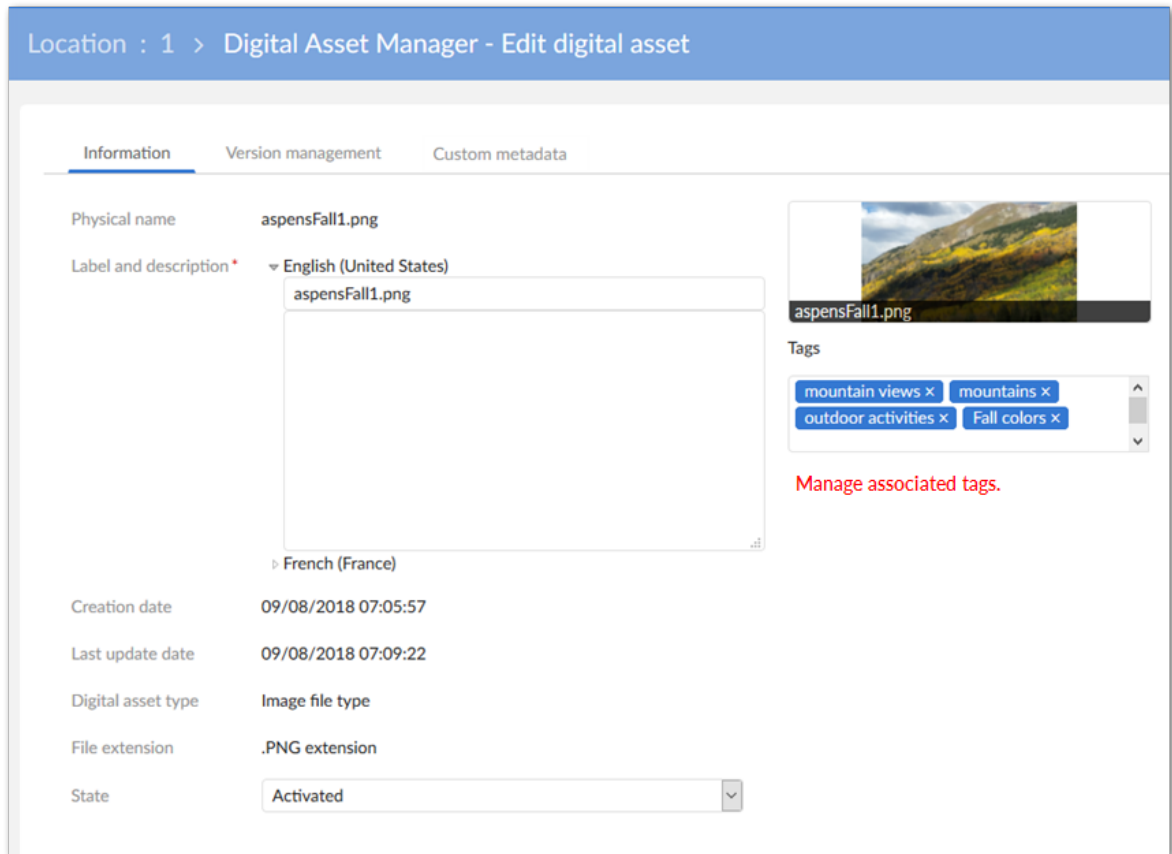 Location : 1 > Digital Asset Manager - Edit digital asset
Information Version management Custom metadata
Physical name aspensFall1.png
Label and description* English (United States)
aspensFall1.png
French (France)
aspensFall1.png
Tags
mountain views × mountains ×
outdoor activities × Fall colors ×
Manage associated tags.
Creation date 09/08/2018 07:05:57
Last update date 09/08/2018 07:09:22
Digital asset type Image file type
File extension .PNG extension
State Activated